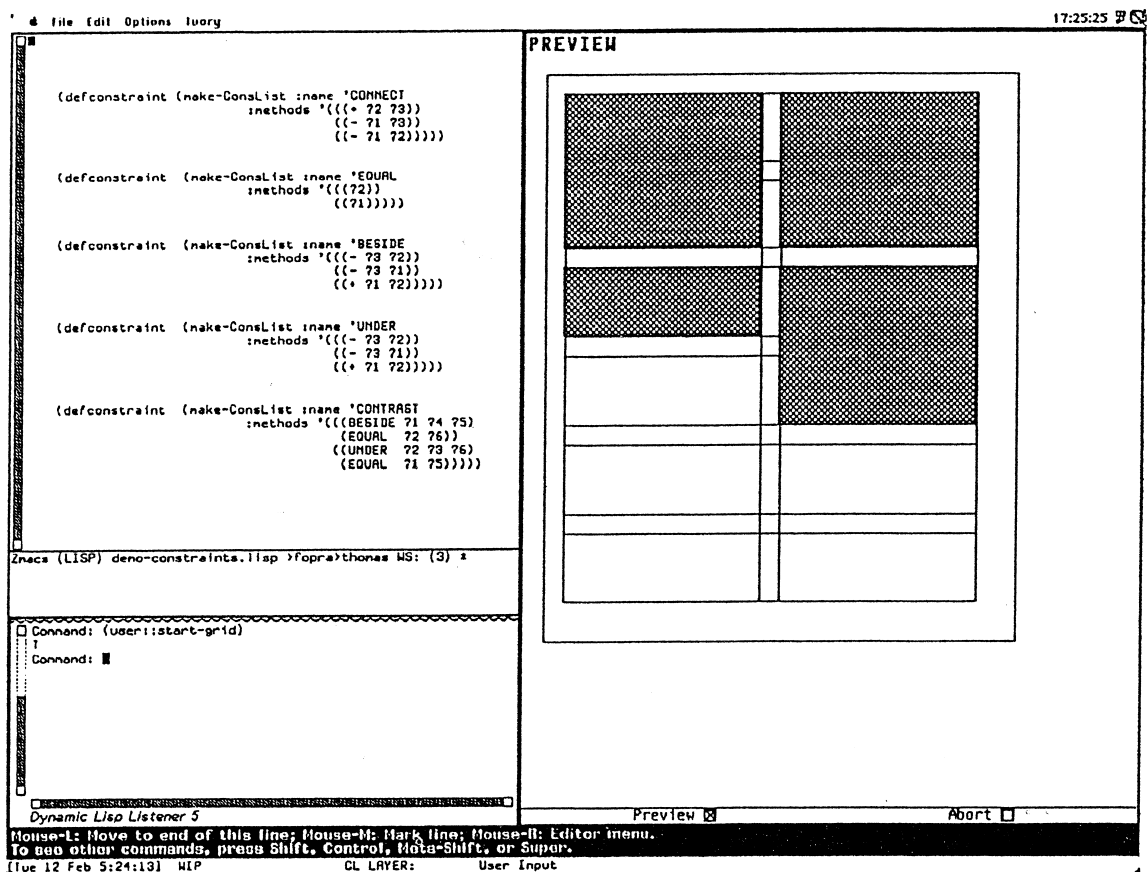 File Edit Options Ivory
17:25:25
(defconstraint (make-ConsList :name 'CONNECT
:methods '(((+ ?2 ?3))
((- ?1 ?3))
((- ?1 ?2)))))
(defconstraint (make-ConsList :name 'EQUAL
:methods '(((?2))
((?1)))))
(defconstraint (make-ConsList :name 'BESIDE
:methods '(((- ?3 ?2))
((- ?3 ?1))
((+ ?1 ?2)))))
(defconstraint (make-ConsList :name 'UNDER
:methods '(((- ?3 ?2))
((- ?3 ?1))
((+ ?1 ?2)))))
(defconstraint (make-ConsList :name 'CONTRAST
:methods '(((BESIDE ?1 ?4 ?5)
(EQUAL ?2 ?6))
((UNDER ?2 ?3 ?6)
(EQUAL ?1 ?5)))))
Zmacs (LISP) demo-constraints.lisp >fopra>thomas WS: (3) *
Command: (user::start-grid)
T
Command:
Dynamic Lisp Listener 5
PREVIEW
Preview
Abort
Mouse-L: Move to end of this line; Mouse-M: Mark line; Mouse-R: Editor menu.
To see other commands, press Shift, Control, Meta-Shift, or Super.
[Tue 12 Feb 5:24:13] WIP CL LAYER: User Input